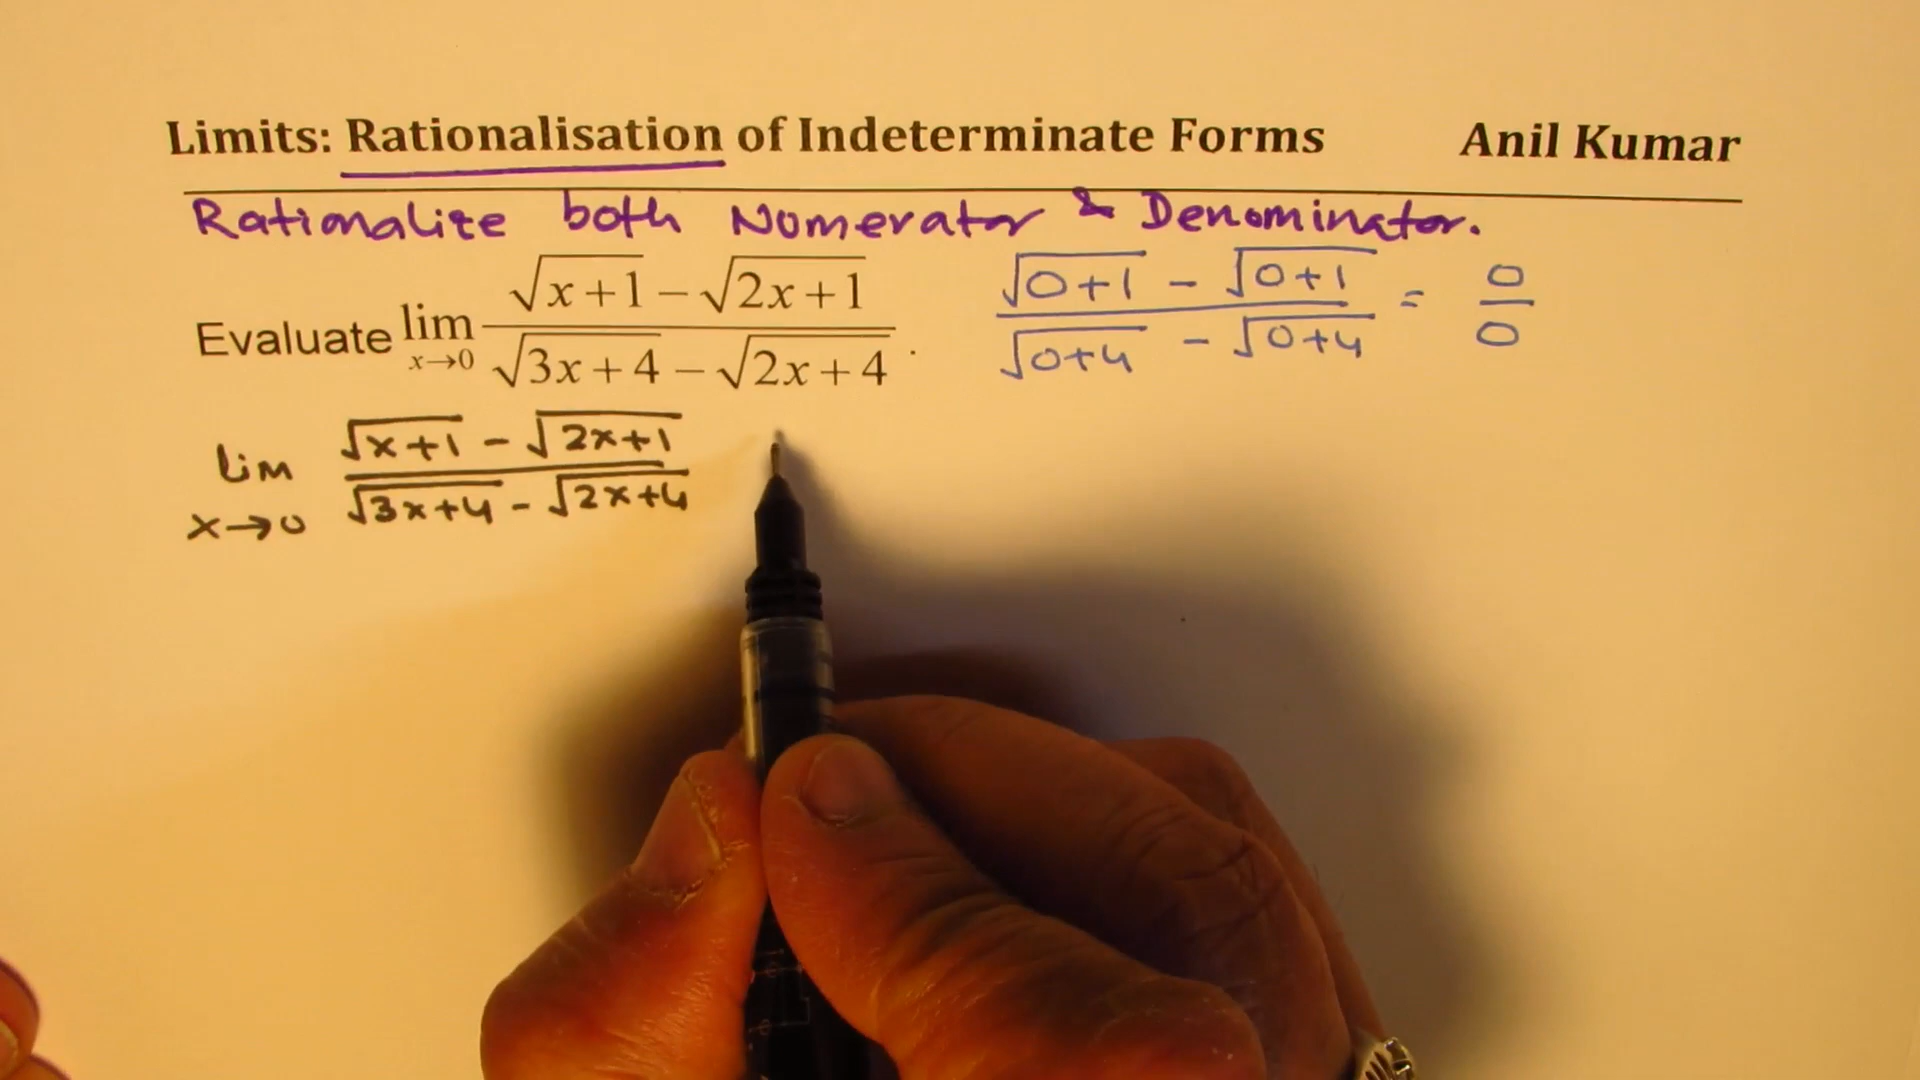 Limits: Rationalisation of Indeterminate Forms Anil Kumar
Rationalize both Numerator & Denominator.
Evaluate lim x→0 (√(x+1) − √(2x+1)) / (√(3x+4) − √(2x+4)). (√(0+1) − √(0+1)) / (√(0+4) − √(0+4)) = 0/0
lim x→0 (√(x+1) − √(2x+1)) / (√(3x+4) − √(2x+4))